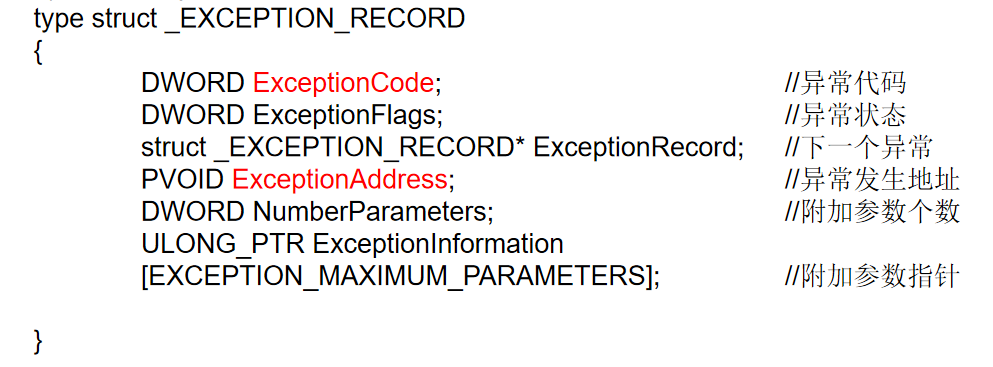 type struct _EXCEPTION_RECORD
{
DWORD ExceptionCode; //异常代码
DWORD ExceptionFlags; //异常状态
struct _EXCEPTION_RECORD* ExceptionRecord; //下一个异常
PVOID ExceptionAddress; //异常发生地址
DWORD NumberParameters; //附加参数个数
ULONG_PTR ExceptionInformation
[EXCEPTION_MAXIMUM_PARAMETERS]; //附加参数指针
}